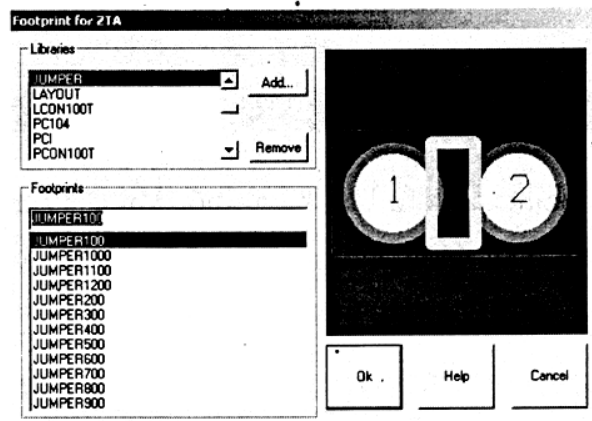 Footprint for 2TA
Libraries
JUMPER
LAYOUT
LCON100T
PC104
PCI
PCON100T
Add...
Remove
Footprints
JUMPER100
JUMPER100
JUMPER1000
JUMPER1100
JUMPER1200
JUMPER200
JUMPER300
JUMPER400
JUMPER500
JUMPER600
JUMPER700
JUMPER800
JUMPER900
1
2
Ok
Help
Cancel